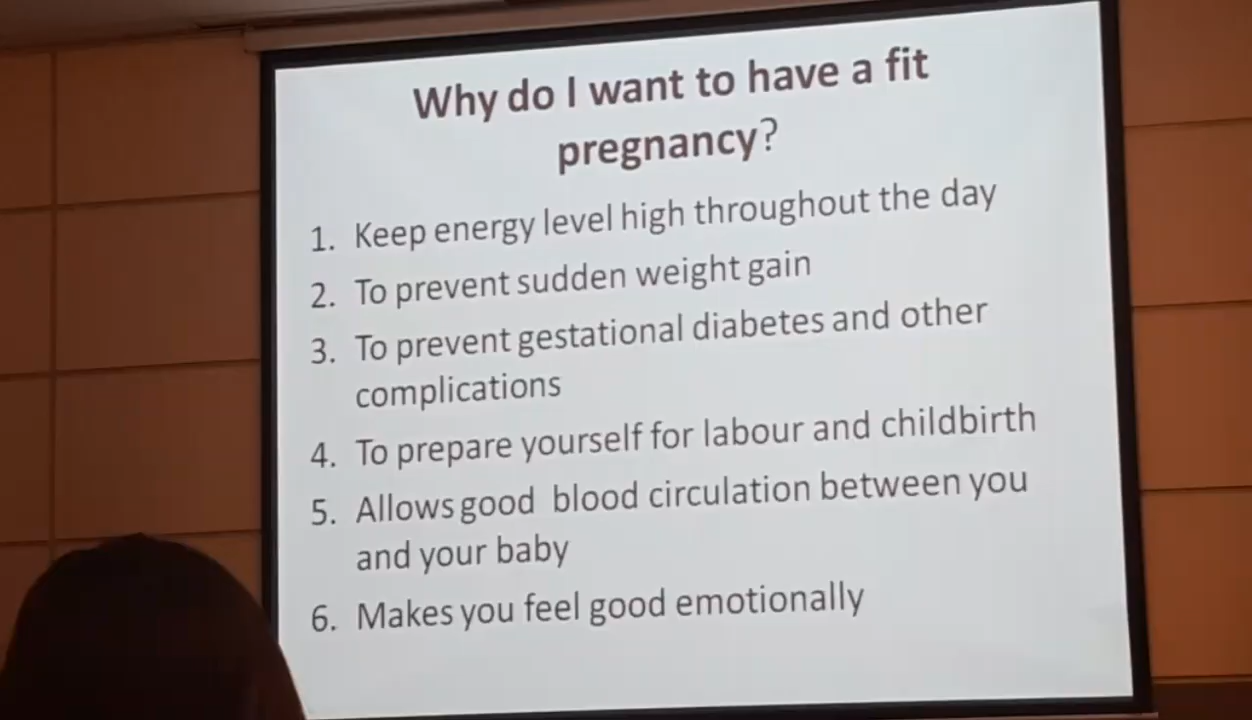 Why do I want to have a fit
pregnancy?
1. Keep energy level high throughout the day
2. To prevent sudden weight gain
3. To prevent gestational diabetes and other
complications
4. To prepare yourself for labour and childbirth
5. Allows good blood circulation between you
and your baby
6. Makes you feel good emotionally